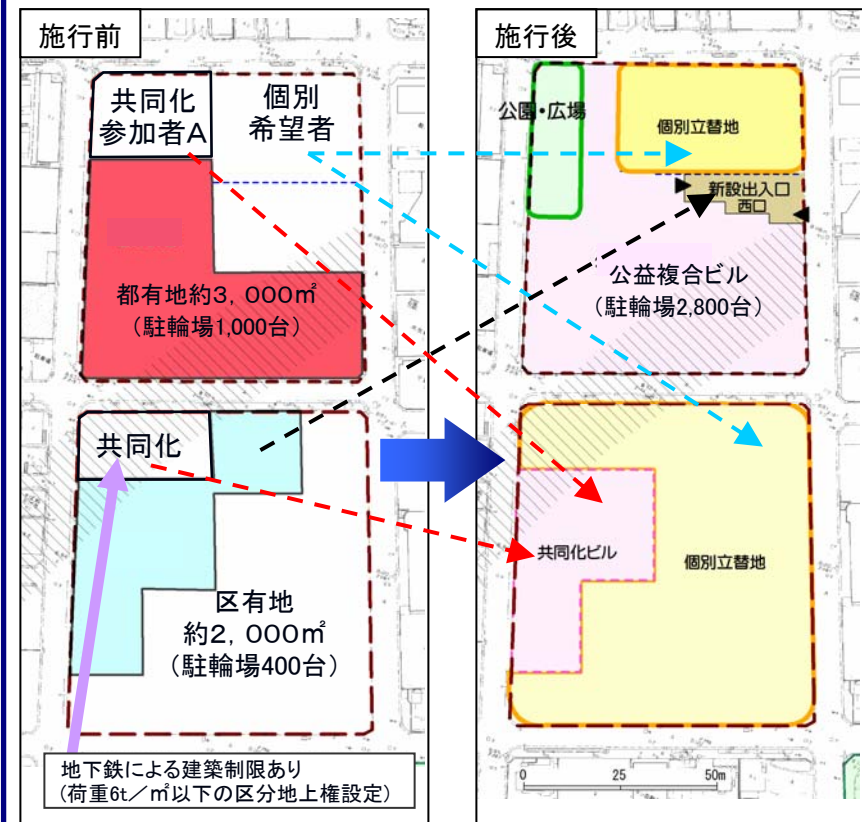 施行前
共同化
参加者A
個別
希望者
都有地約3,000㎡
(駐輪場1,000台)
共同化
区有地
約2,000㎡
(駐輪場400台)
地下鉄による建築制限あり
(荷重6t/㎡以下の区分地上権設定)
施行後
公園・広場
個別立替地
新設出入口
西口
公益複合ビル
(駐輪場2,800台)
共同化ビル
個別立替地
0 25 50m